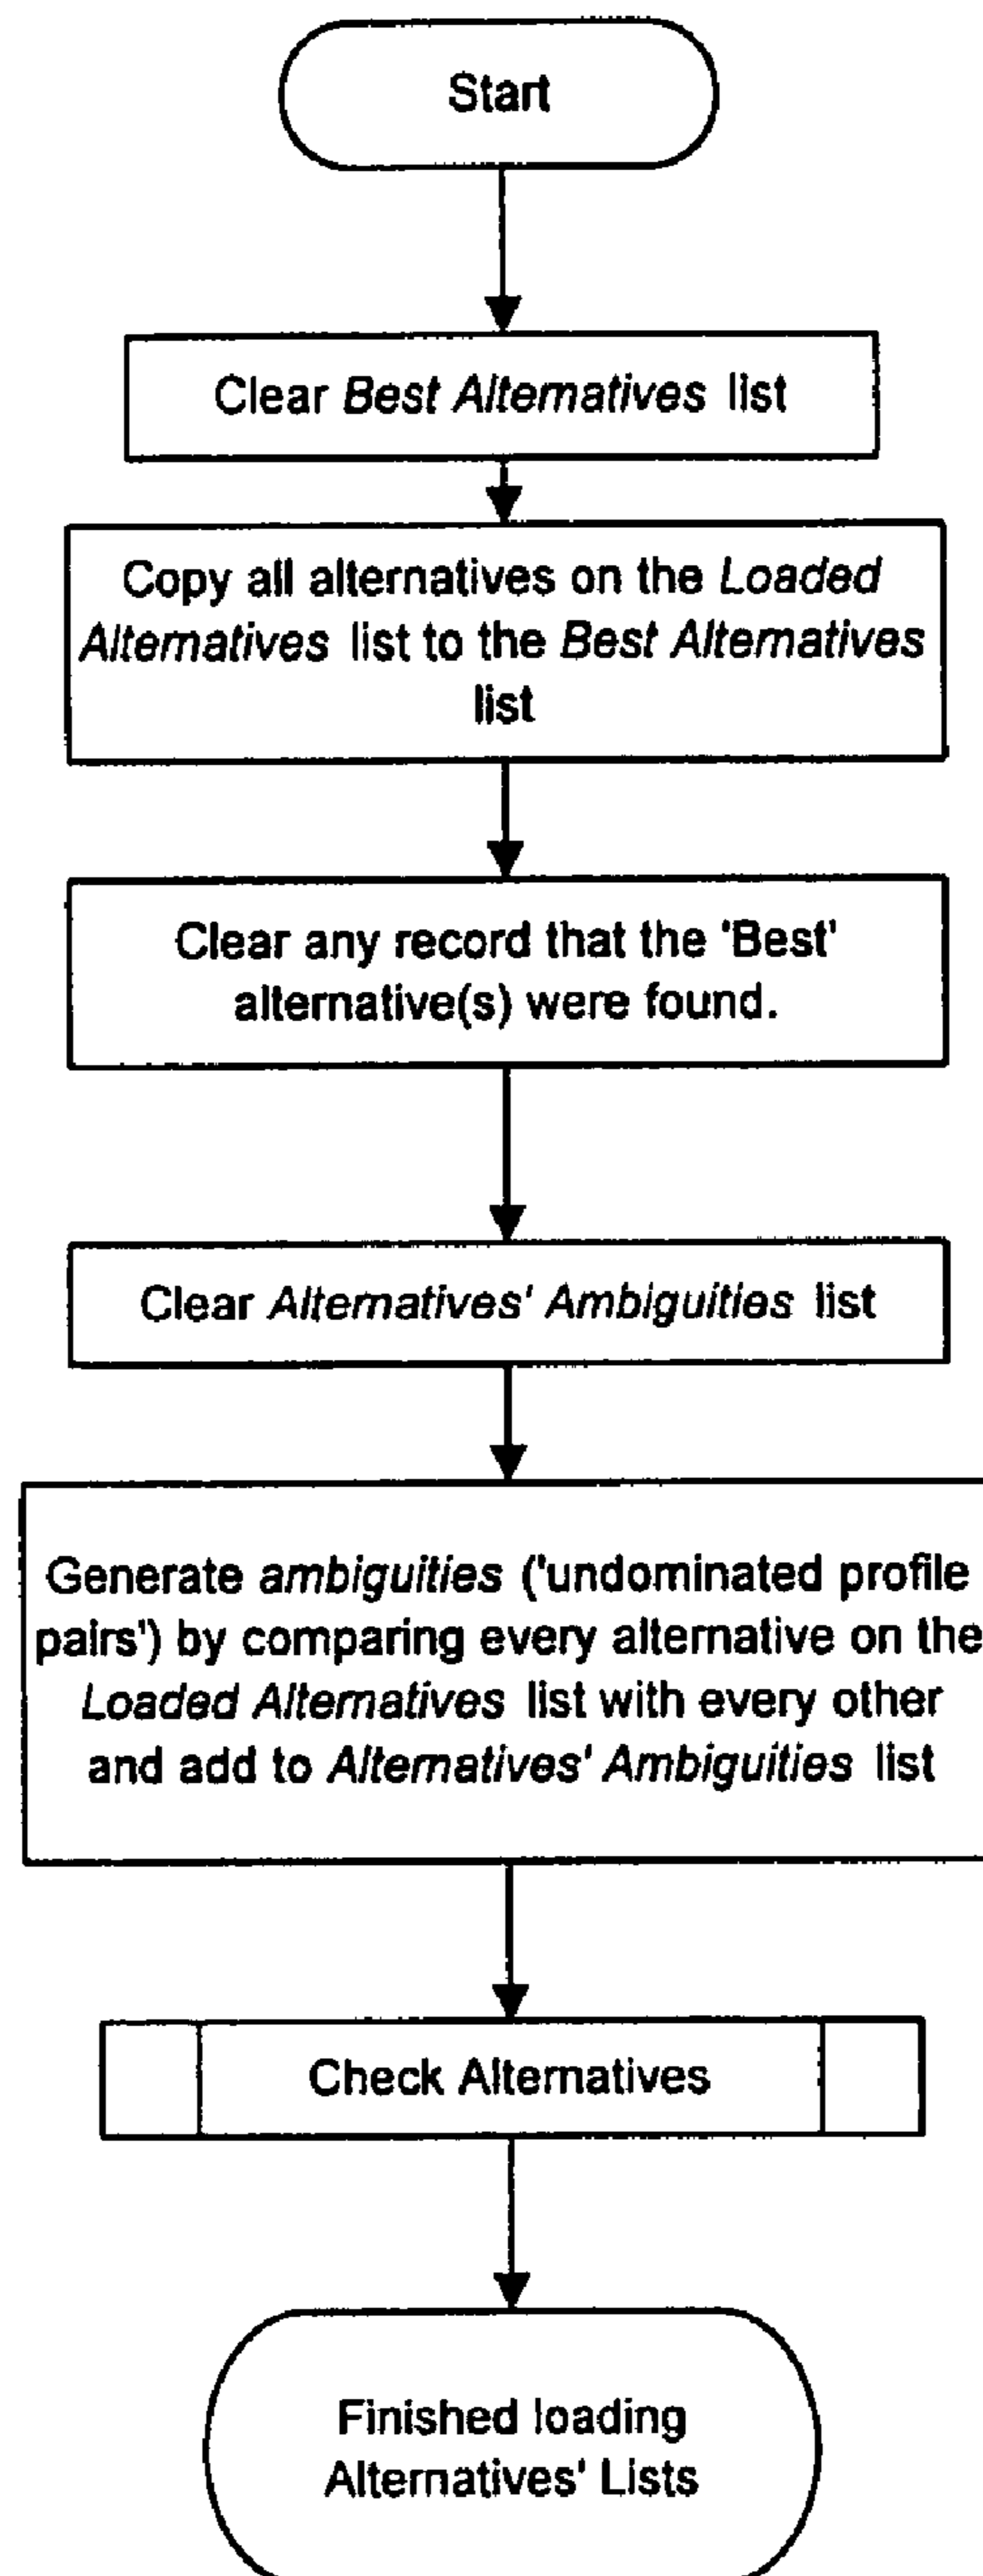 Start
Clear Best Alternatives list
Copy all alternatives on the Loaded
Alternatives list to the Best Alternatives
list
Clear any record that the 'Best'
alternative(s) were found.
Clear Alternatives' Ambiguities list
Generate ambiguities ('undominated profile
pairs') by comparing every alternative on the
Loaded Alternatives list with every other
and add to Alternatives' Ambiguities list
Check Alternatives
Finished loading
Alternatives' Lists